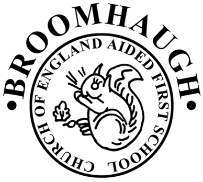 •BROOMHAUGH•
CHURCH OF ENGLAND AIDED FIRST SCHOOL